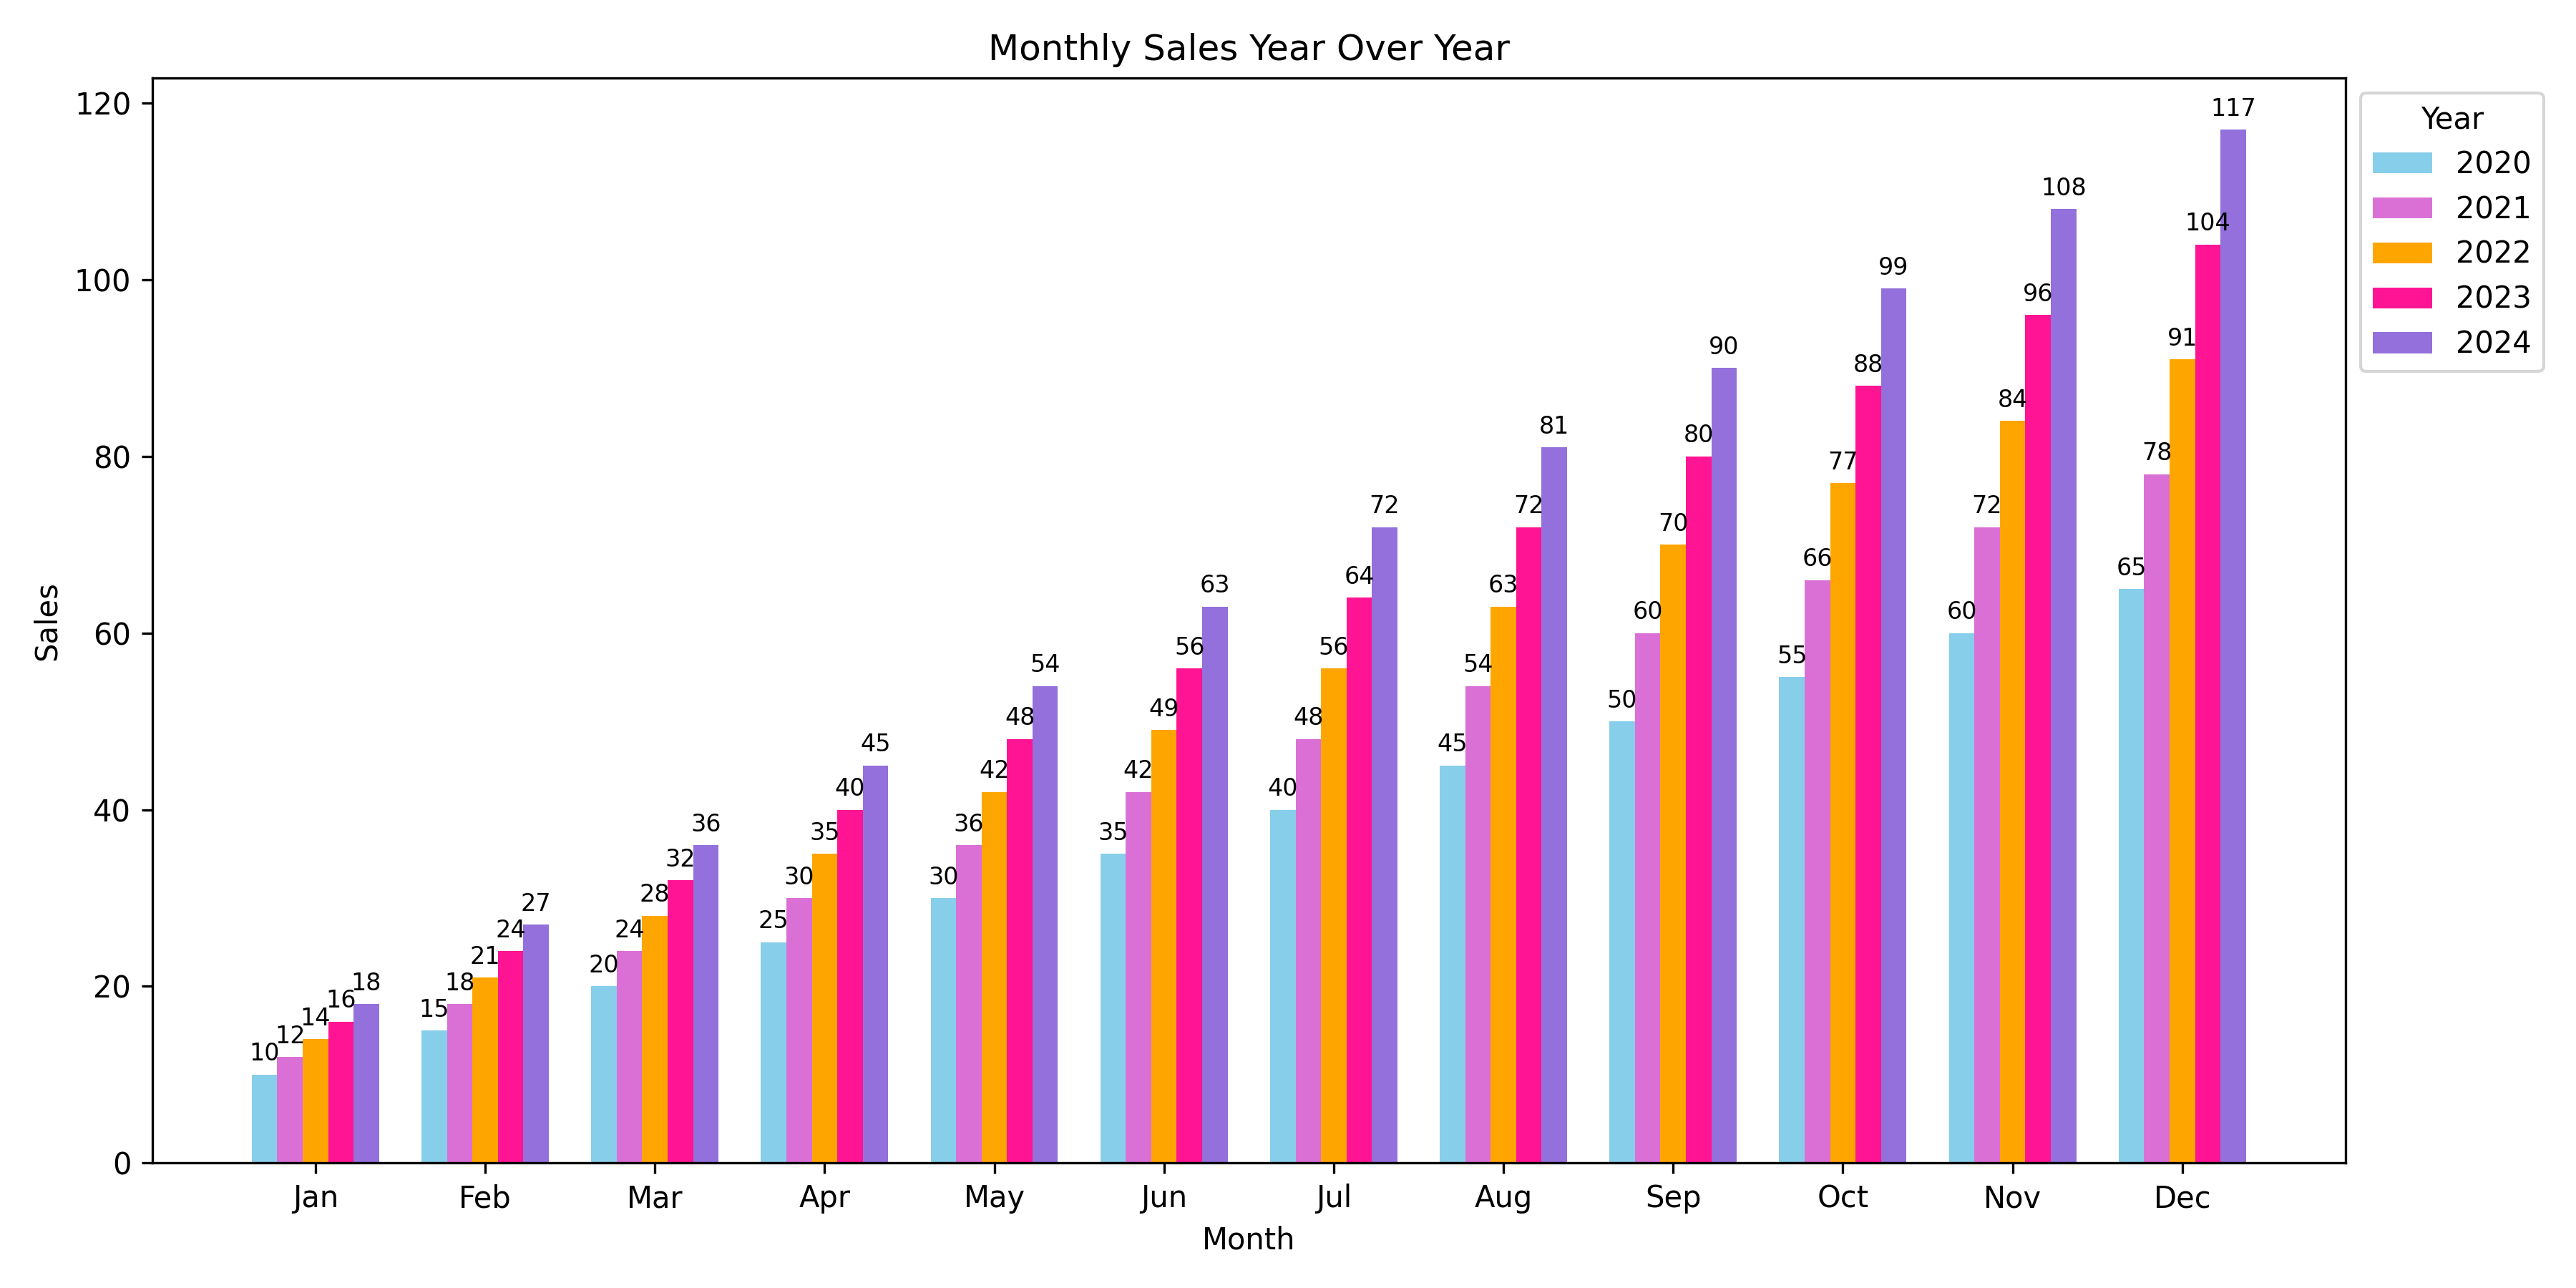 Monthly Sales Year Over Year
120
100
80
60
40
20
0
Sales
10 12 14 16 18
15 18 21 24 27
20 24 28 32 36
25 30 35 40 45
30 36 42 48 54
35 42 49 56 63
40 48 56 64 72
45 54 63 72 81
50 60 70 80 90
55 66 77 88 99
60 72 84 96 108
65 78 91 104 117
Jan Feb Mar Apr May Jun Jul Aug Sep Oct Nov Dec
Month
Year
2020
2021
2022
2023
2024